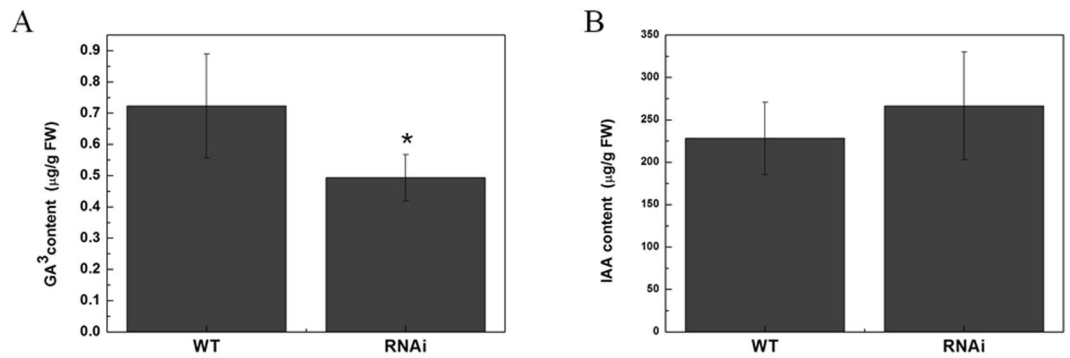 A
GA3 content (μg/g FW)
0.9
0.8
0.7
0.6
0.5
0.4
0.3
0.2
0.1
0.0
*
WT
RNAi
B
IAA content (μg/g FW)
350
300
250
200
150
100
50
0
WT
RNAi